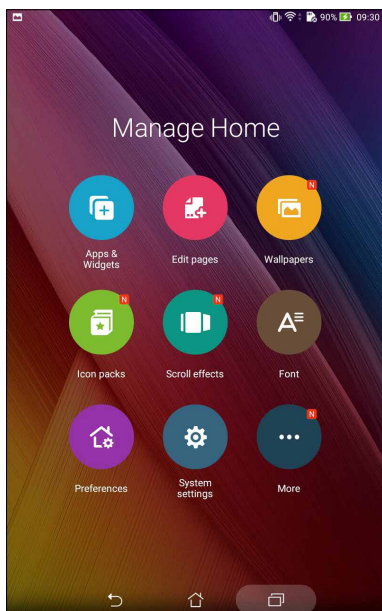 90% 09:30
Manage Home
N
Apps & Widgets
Edit pages
Wallpapers
N
N
A
Icon packs
Scroll effects
Font
N
Preferences
System settings
More